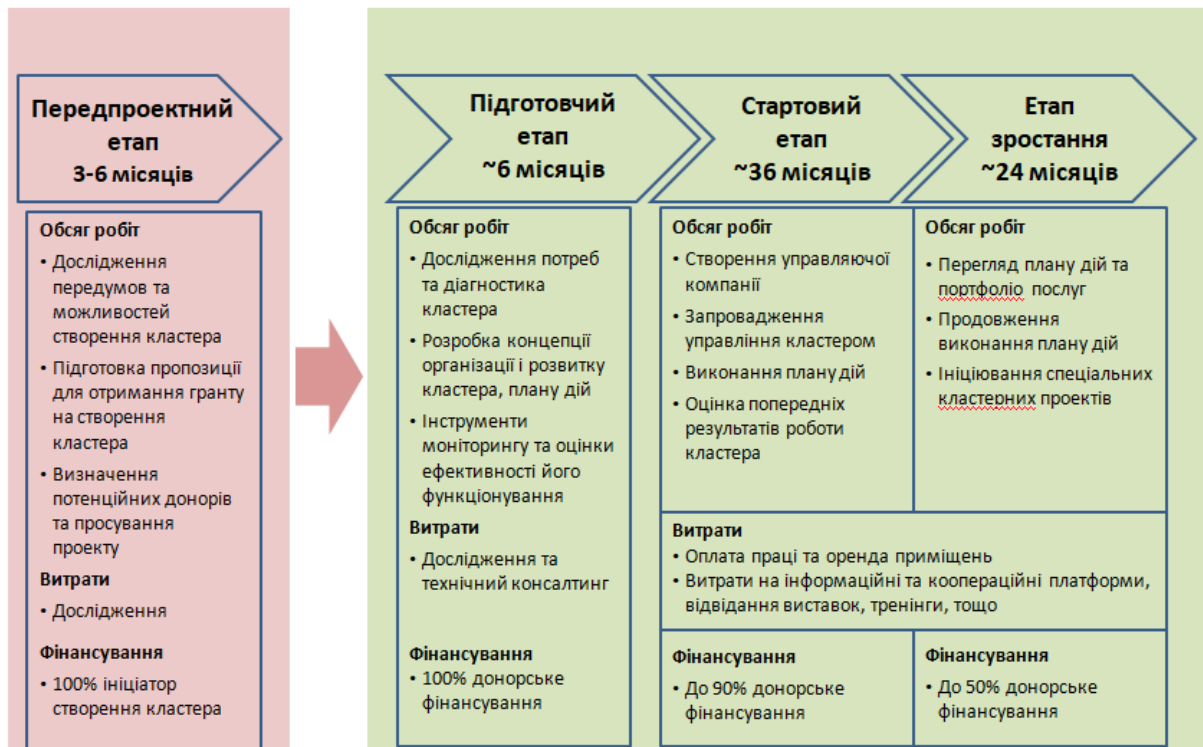 Передпроектний
етап
3-6 місяців
Обсяг робіт
• Дослідження
передумов та
можливостей
створення кластера
• Підготовка пропозиції
для отримання гранту
на створення
кластера
• Визначення
потенційних донорів
та просування
проекту
Витрати
• Дослідження
Фінансування
• 100% ініціатор
створення кластера
Підготовчий
етап
~6 місяців
Обсяг робіт
• Дослідження потреб
та діагностика
кластера
• Розробка концепції
організації і розвитку
кластера, плану дій
• Інструменти
моніторингу та оцінки
ефективності його
функціонування
Витрати
• Дослідження та
технічний консалтинг
Фінансування
• 100% донорське
фінансування
Стартовий
етап
~36 місяців
Обсяг робіт
• Створення управляючої
компанії
• Запровадження
управління кластером
• Виконання плану дій
• Оцінка попередніх
результатів роботи
кластера
Етап
зростання
~24 місяців
Обсяг робіт
• Перегляд плану дій та
портфоліо послуг
• Продовження
виконання плану дій
• Ініціювання спеціальних
кластерних проектів
Витрати
• Оплата праці та оренда приміщень
• Витрати на інформаційні та коопераційні платформи,
відвідання виставок, тренінги, тощо
Фінансування
• До 90% донорське
фінансування
Фінансування
• До 50% донорське
фінансування